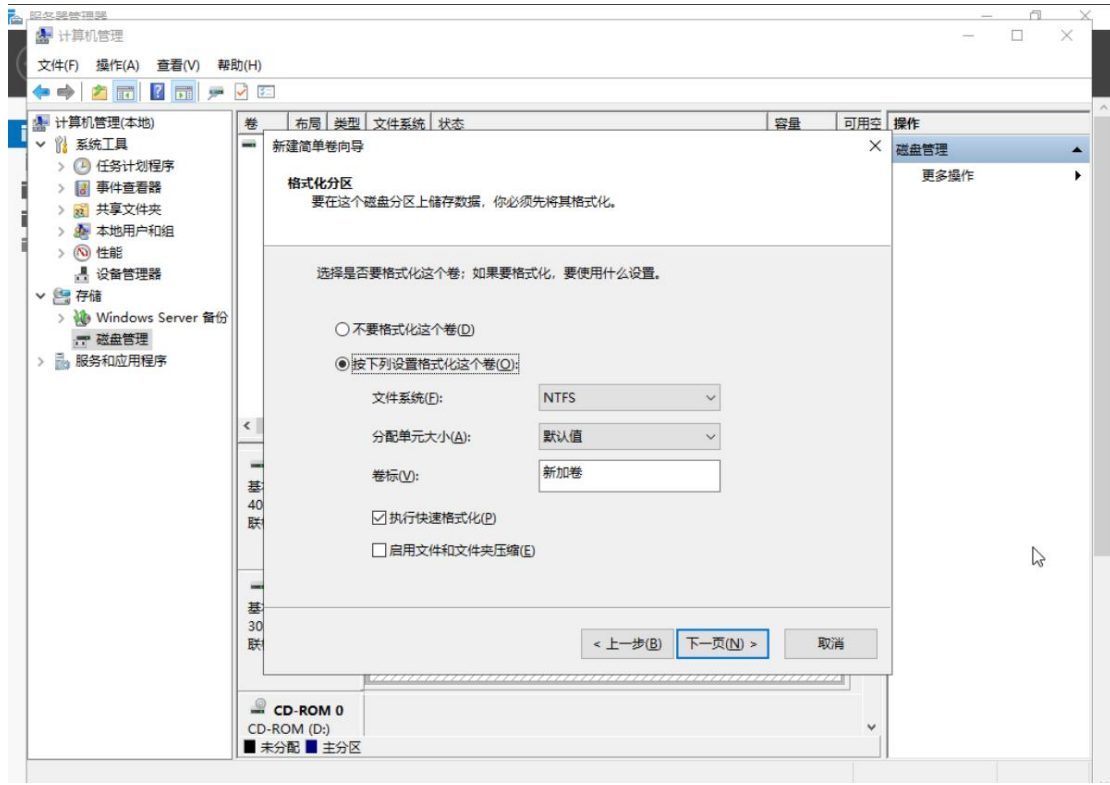 服务器管理器
计算机管理
文件(F) 操作(A) 查看(V) 帮助(H)
计算机管理(本地)
系统工具
任务计划程序
事件查看器
共享文件夹
本地用户和组
性能
设备管理器
存储
Windows Server 备份
磁盘管理
服务和应用程序
卷 布局 类型 文件系统 状态 容量 可用空
操作
磁盘管理
更多操作
新建简单卷向导
格式化分区
要在这个磁盘分区上储存数据，你必须先将其格式化。
选择是否要格式化这个卷；如果要格式化，要使用什么设置。
不要格式化这个卷(D)
按下列设置格式化这个卷(O):
文件系统(F): NTFS
分配单元大小(A): 默认值
卷标(V): 新加卷
执行快速格式化(P)
启用文件和文件夹压缩(E)
< 上一步(B) 下一页(N) > 取消
基
40
联
基
30
联
CD-ROM 0
CD-ROM (D:)
未分配 主分区